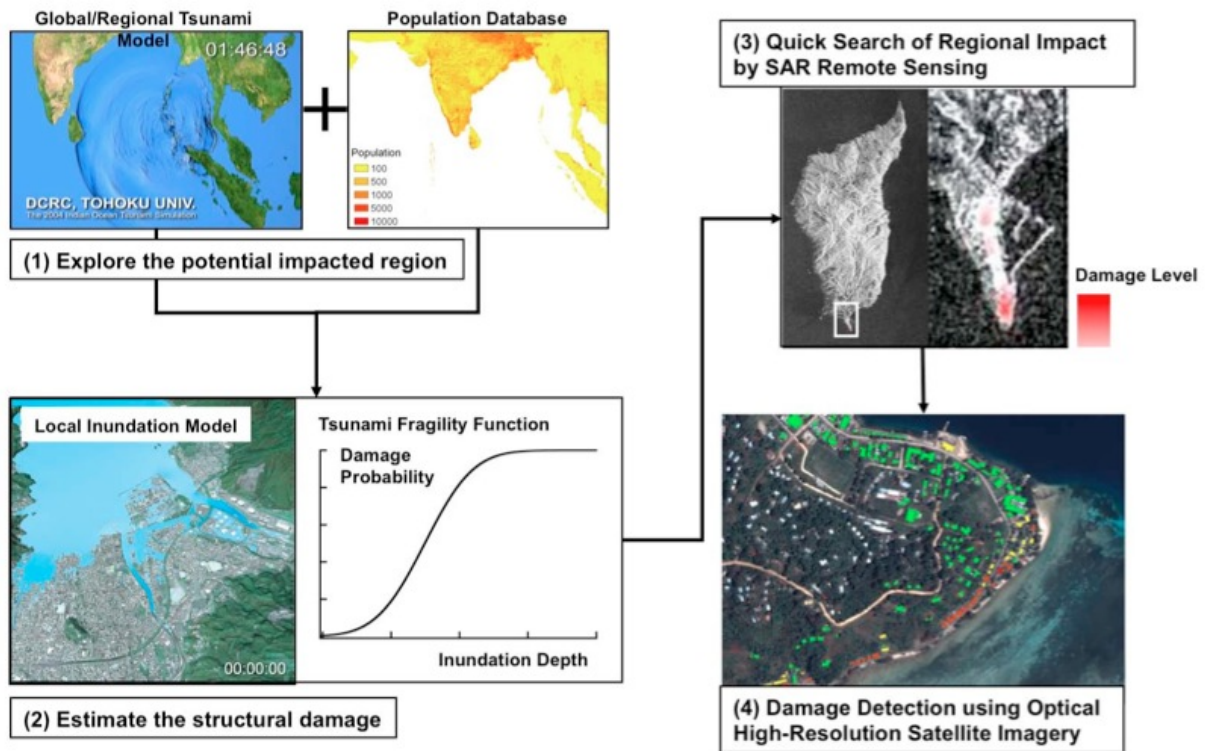 Global/Regional Tsunami
Model
01:46:48
DCRC, TOHOKU UNIV.
The 2004 Indian Ocean Tsunami Simulation
Population Database
Population
100
500
1000
5000
10000
(1) Explore the potential impacted region
Local Inundation Model
00:00:00
Tsunami Fragility Function
Damage
Probability
Inundation Depth
(2) Estimate the structural damage
(3) Quick Search of Regional Impact
by SAR Remote Sensing
Damage Level
(4) Damage Detection using Optical
High-Resolution Satellite Imagery